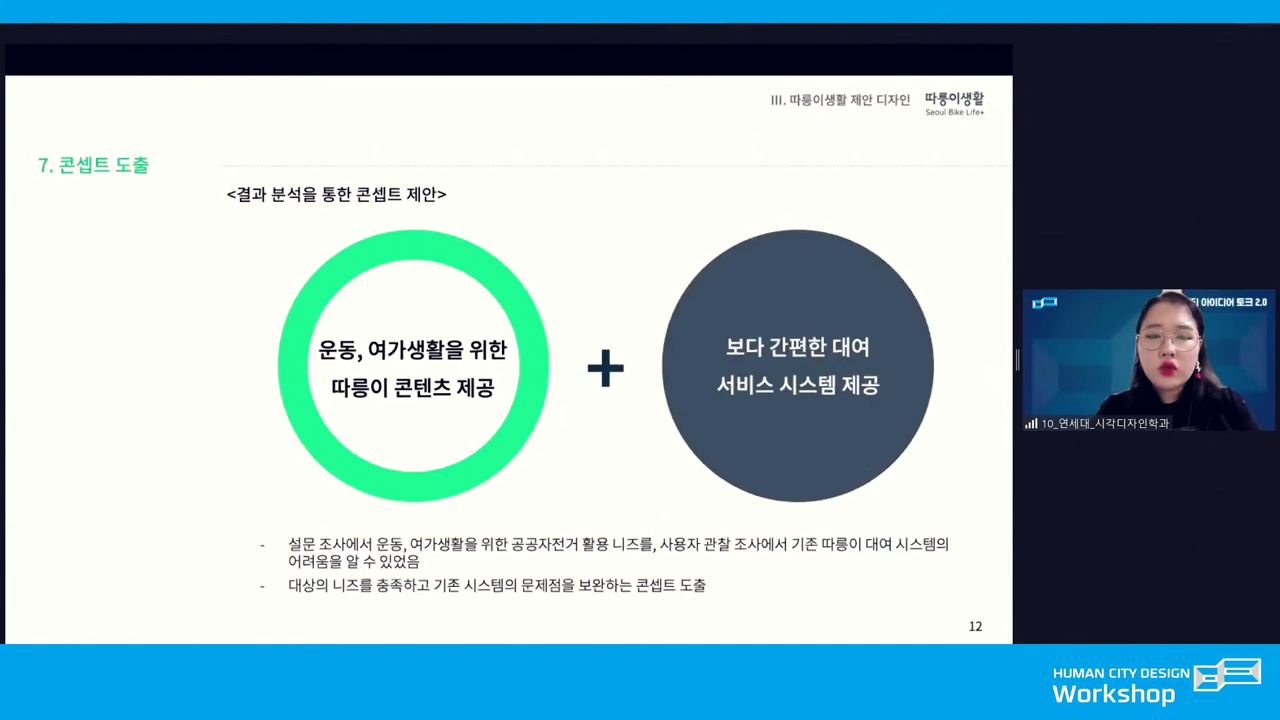 III. 따릉이생활 제안 디자인
따릉이생활
Seoul Bike Life+
7. 콘셉트 도출
<결과 분석을 통한 콘셉트 제안>
운동, 여가생활을 위한
따릉이 콘텐츠 제공
+
보다 간편한 대여
서비스 시스템 제공
- 설문 조사에서 운동, 여가생활을 위한 공공자전거 활용 니즈를, 사용자 관찰 조사에서 기존 따릉이 대여 시스템의
어려움을 알 수 있었음
- 대상의 니즈를 충족하고 기존 시스템의 문제점을 보완하는 콘셉트 도출
12
아이디어 토크 2.0
10_연세대_시각디자인학과
HUMAN CITY DESIGN
Workshop